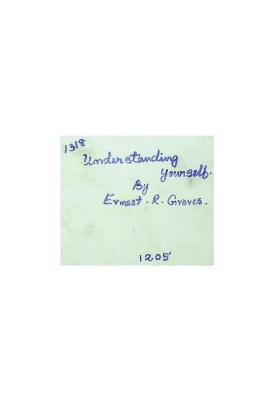 1318
Understanding
Yourself.
By
Ernest. R. Groves.
1205